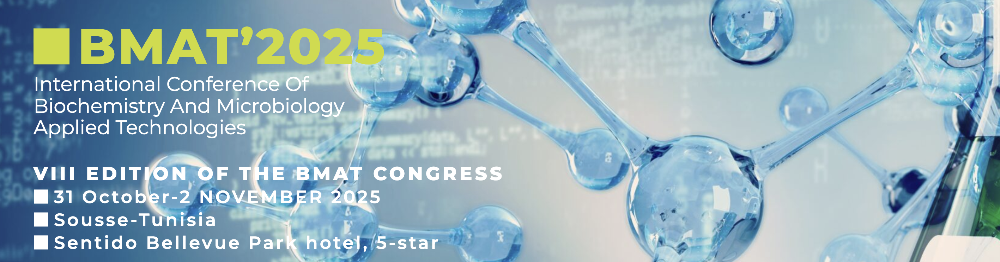 BMAT’2025
International Conference Of
Biochemistry And Microbiology
Applied Technologies
VIII EDITION OF THE BMAT CONGRESS
31 October-2 NOVEMBER 2025
Sousse-Tunisia
Sentido Bellevue Park hotel, 5-star